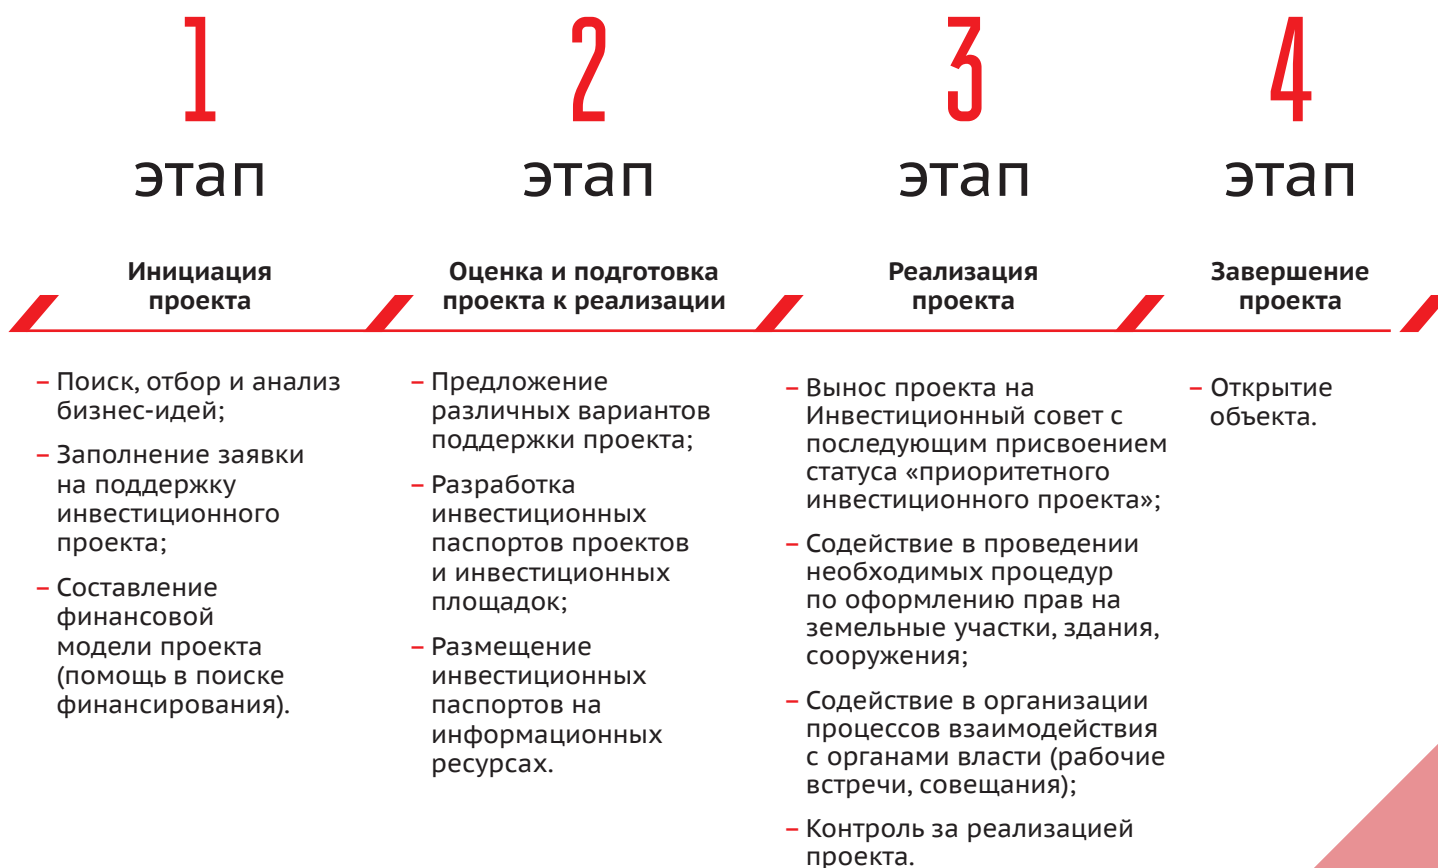 1
этап
Инициация
проекта
– Поиск, отбор и анализ
бизнес-идей;
– Заполнение заявки
на поддержку
инвестиционного
проекта;
– Составление
финансовой
модели проекта
(помощь в поиске
финансирования).
2
этап
Оценка и подготовка
проекта к реализации
– Предложение
различных вариантов
поддержки проекта;
– Разработка
инвестиционных
паспортов проектов
и инвестиционных
площадок;
– Размещение
инвестиционных
паспортов на
информационных
ресурсах.
3
этап
Реализация
проекта
– Вынос проекта на
Инвестиционный совет с
последующим присвоением
статуса «приоритетного
инвестиционного проекта»;
– Содействие в проведении
необходимых процедур
по оформлению прав на
земельные участки, здания,
сооружения;
– Содействие в организации
процессов взаимодействия
с органами власти (рабочие
встречи, совещания);
– Контроль за реализацией
проекта.
4
этап
Завершение
проекта
– Открытие
объекта.